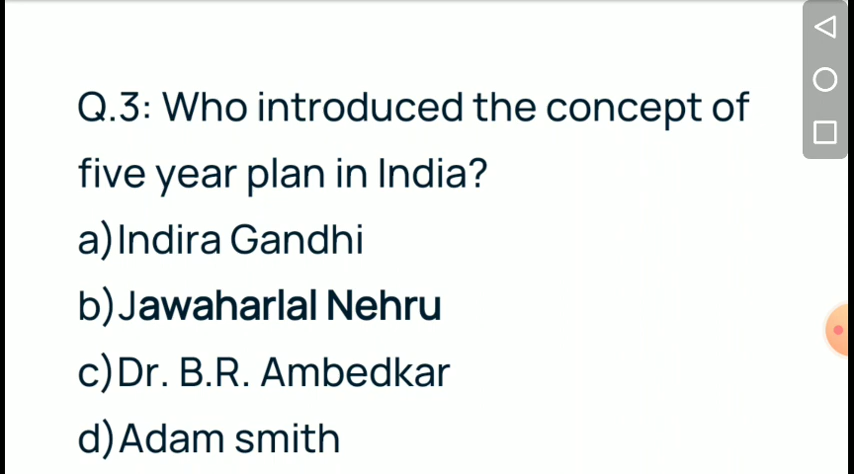 Q.3: Who introduced the concept of
five year plan in India?
a)Indira Gandhi
b)Jawaharlal Nehru
c)Dr. B.R. Ambedkar
d)Adam smith